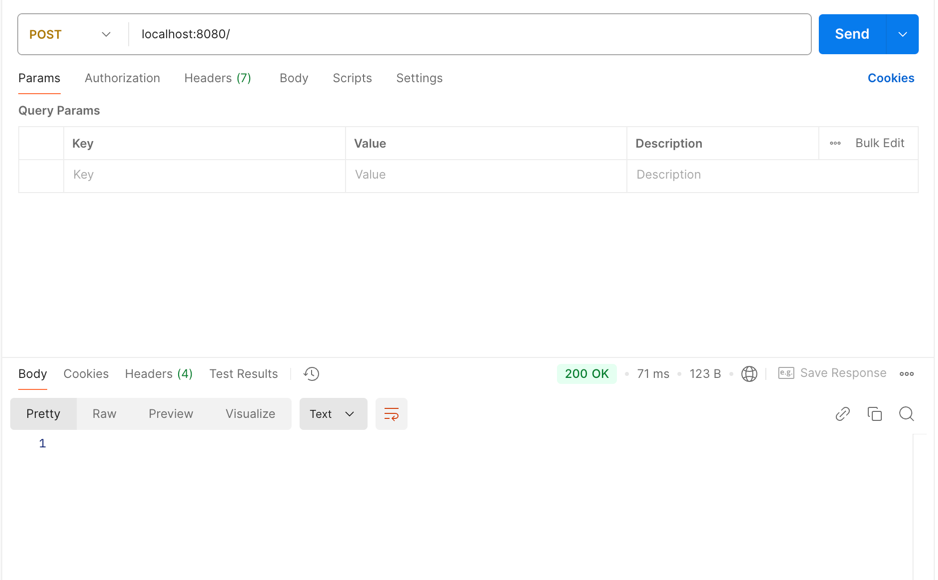 POST localhost:8080/ Send
Params Authorization Headers (7) Body Scripts Settings Cookies
Query Params
Key Value Description Bulk Edit
Key Value Description
Body Cookies Headers (4) Test Results 200 OK 71 ms 123 B e.g. Save Response
Pretty Raw Preview Visualize Text
1